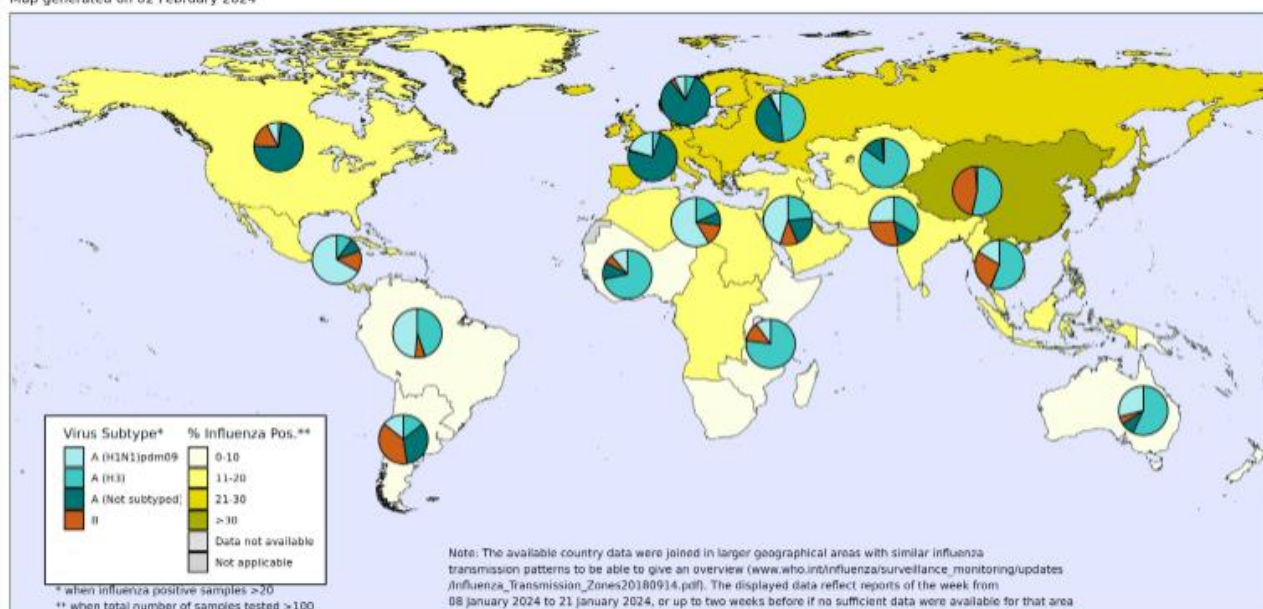 Map generated on 02 February 2024
Virus Subtype*
A (H1N1)pdm09
A (H3)
A (Not subtyped)
B
% Influenza Pos.**
0-10
11-20
21-30
>30
Data not available
Not applicable
* when influenza positive samples >20
** when total number of samples tested >100
Note: The available country data were joined in larger geographical areas with similar influenza
transmission patterns to be able to give an overview (www.who.int/influenza/surveillance_monitoring/updates
/Influenza_Transmission_Zones20180914.pdf). The displayed data reflect reports of the week from
08 January 2024 to 21 January 2024, or up to two weeks before if no sufficient data were available for that area